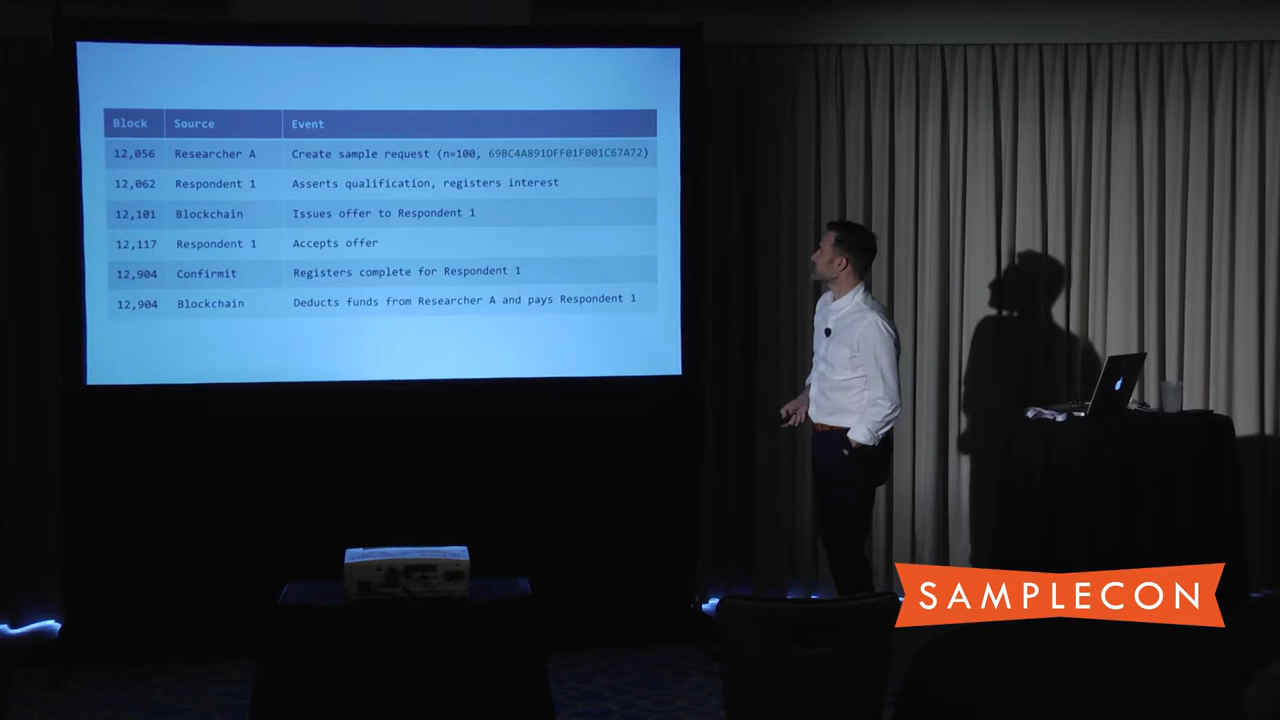 Block Source Event
12,056 Researcher A Create sample request (n=100, 69BC4A891DFF01F001C67A72)
12,062 Respondent 1 Asserts qualification, registers interest
12,101 Blockchain Issues offer to Respondent 1
12,117 Respondent 1 Accepts offer
12,904 Confirmit Registers complete for Respondent 1
12,904 Blockchain Deducts funds from Researcher A and pays Respondent 1
SAMPLECON